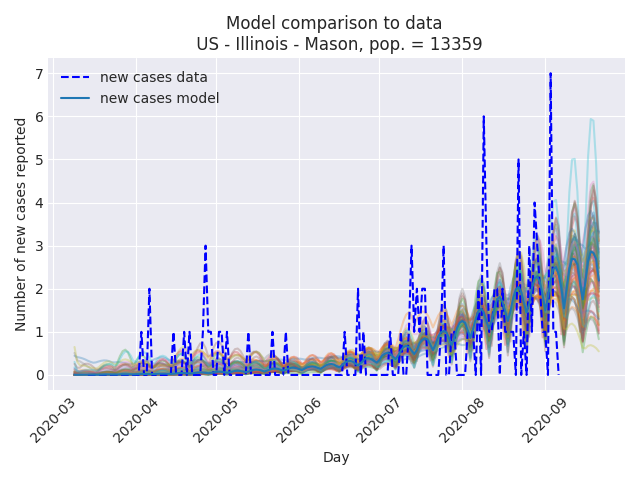 Model comparison to data
US - Illinois - Mason, pop. = 13359
new cases data
new cases model
Number of new cases reported
7
6
5
4
3
2
1
0
2020-03
2020-04
2020-05
2020-06
2020-07
2020-08
2020-09
Day